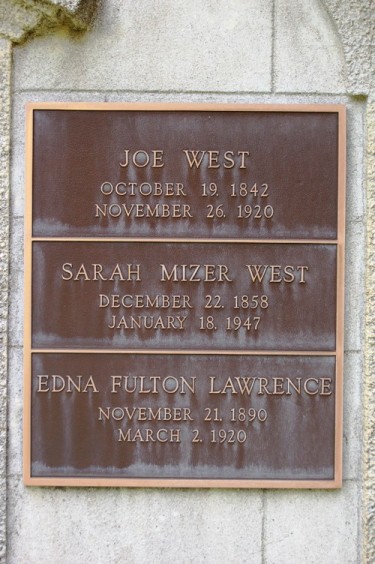 JOE WEST
OCTOBER 19, 1842
NOVEMBER 26, 1920
SARAH MIZER WEST
DECEMBER 22, 1858
JANUARY 18, 1947
EDNA FULTON LAWRENCE
NOVEMBER 21, 1890
MARCH 2, 1920